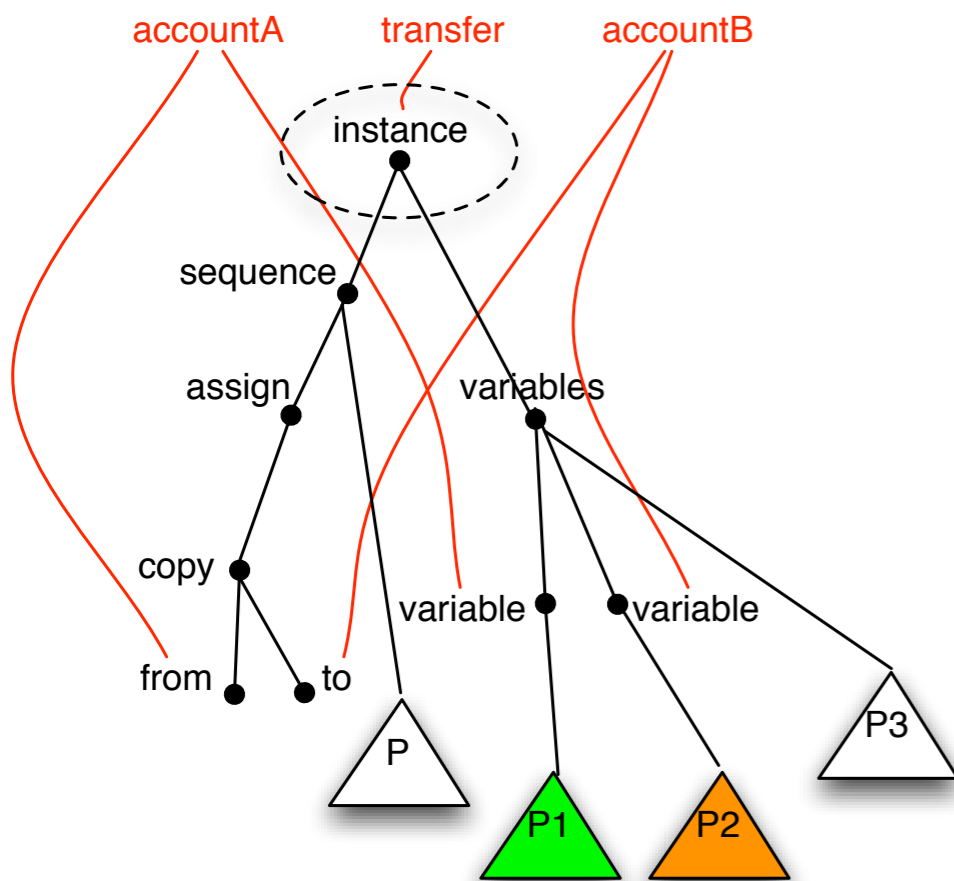 accountA transfer accountB
instance
sequence
assign variables
copy
variable variable
from to
P3
P
P1 P2